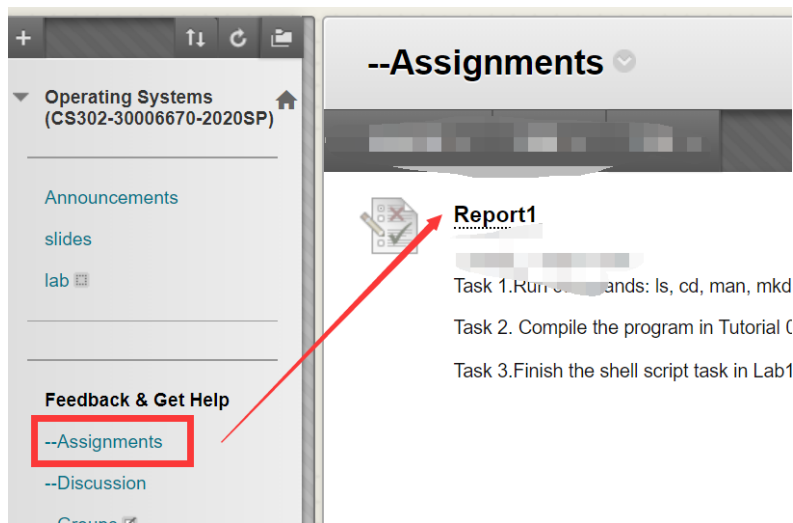 Operating Systems
(CS302-30006670-2020SP)
Announcements
slides
lab
Feedback & Get Help
--Assignments
--Discussion
--Assignments
Report1
Task 1.Run ls, cd, man, mkd
Task 2. Compile the program in Tutorial
Task 3.Finish the shell script task in Lab1